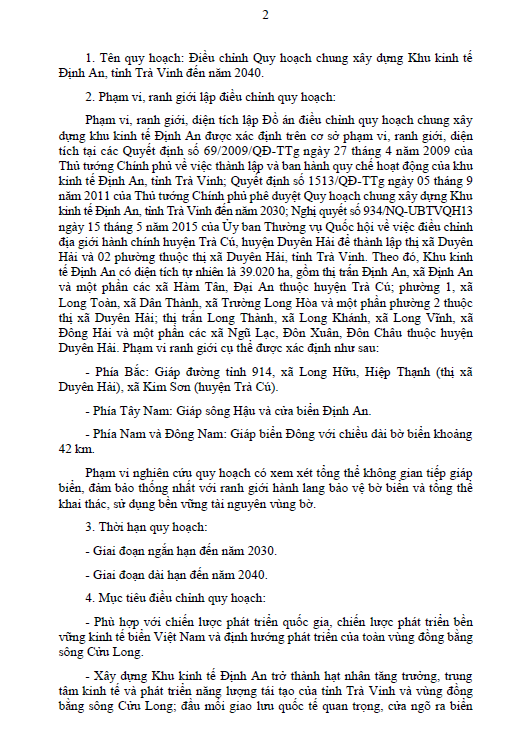 2
1. Tên quy hoạch: Điều chỉnh Quy hoạch chung xây dựng Khu kinh tế
Định An, tỉnh Trà Vinh đến năm 2040.
2. Phạm vi, ranh giới lập điều chỉnh quy hoạch:
Phạm vi, ranh giới, diện tích lập Đồ án điều chỉnh quy hoạch chung xây
dựng khu kinh tế Định An được xác định trên cơ sở phạm vi, ranh giới, diện
tích tại các Quyết định số 69/2009/QĐ-TTg ngày 27 tháng 4 năm 2009 của
Thủ tướng Chính phủ về việc thành lập và ban hành quy chế hoạt động của khu
kinh tế Định An, tỉnh Trà Vinh; Quyết định số 1513/QĐ-TTg ngày 05 tháng 9
năm 2011 của Thủ tướng Chính phủ phê duyệt Quy hoạch chung xây dựng Khu
kinh tế Định An, tỉnh Trà Vinh đến năm 2030; Nghị quyết số 934/NQ-UBTVQH13
ngày 15 tháng 5 năm 2015 của Ủy ban Thường vụ Quốc hội về việc điều chỉnh
địa giới hành chính huyện Trà Cú, huyện Duyên Hải để thành lập thị xã Duyên
Hải và 02 phường thuộc thị xã Duyên Hải, tỉnh Trà Vinh. Theo đó, Khu kinh
tế Định An có diện tích tự nhiên là 39.020 ha, gồm thị trấn Định An, xã Định An
và một phần các xã Hàm Tân, Đại An thuộc huyện Trà Cú; phường 1, xã
Long Toàn, xã Dân Thành, xã Trường Long Hòa và một phần phường 2 thuộc
thị xã Duyên Hải; thị trấn Long Thành, xã Long Khánh, xã Long Vĩnh, xã
Đông Hải và một phần các xã Ngũ Lạc, Đôn Xuân, Đôn Châu thuộc huyện
Duyên Hải. Phạm vi ranh giới cụ thể được xác định như sau:
- Phía Bắc: Giáp đường tỉnh 914, xã Long Hữu, Hiệp Thạnh (thị xã
Duyên Hải), xã Kim Sơn (huyện Trà Cú).
- Phía Tây Nam: Giáp sông Hậu và cửa biển Định An.
- Phía Nam và Đông Nam: Giáp biển Đông với chiều dài bờ biển khoảng
42 km.
Phạm vi nghiên cứu quy hoạch có xem xét tổng thể không gian tiếp giáp
biển, đảm bảo thống nhất với ranh giới hành lang bảo vệ bờ biển và tổng thể
khai thác, sử dụng bền vững tài nguyên vùng bờ.
3. Thời hạn quy hoạch:
- Giai đoạn ngắn hạn đến năm 2030.
- Giai đoạn dài hạn đến năm 2040.
4. Mục tiêu điều chỉnh quy hoạch:
- Phù hợp với chiến lược phát triển quốc gia, chiến lược phát triển bền
vững kinh tế biển Việt Nam và định hướng phát triển của toàn vùng đồng bằng
sông Cửu Long.
- Xây dựng Khu kinh tế Định An trở thành hạt nhân tăng trưởng, trung
tâm kinh tế và phát triển năng lượng tái tạo của tỉnh Trà Vinh và vùng đồng
bằng sông Cửu Long; đầu mối giao lưu quốc tế quan trọng, cửa ngõ ra biển